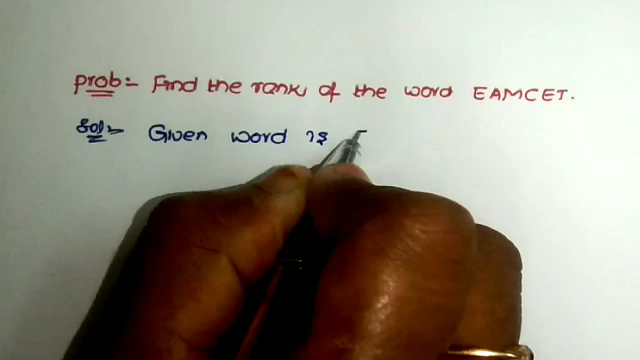 Prob:- Find the rank of the word EAMCET.
Sol:- Given word is